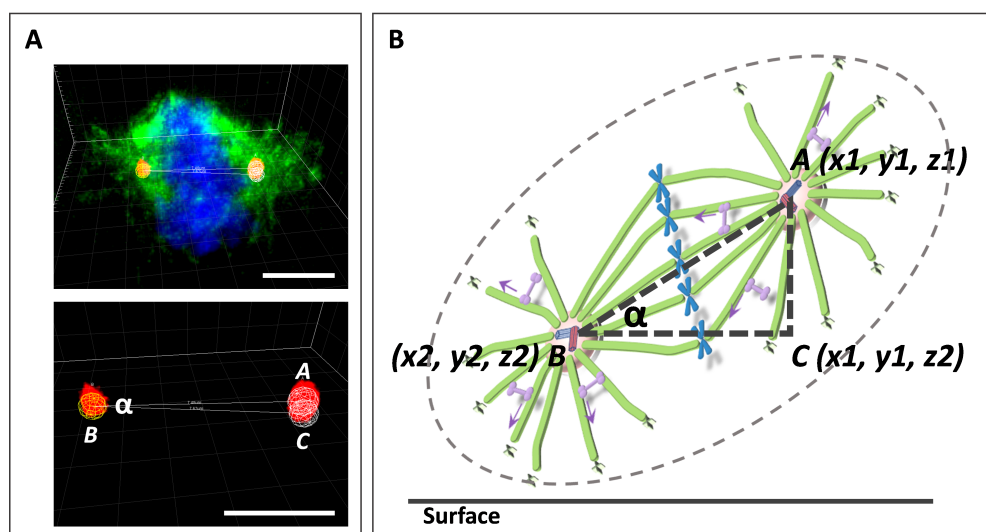 A
α
A
B
C
B
A (x1, y1, z1)
α
(x2, y2, z2) B
C (x1, y1, z2)
Surface